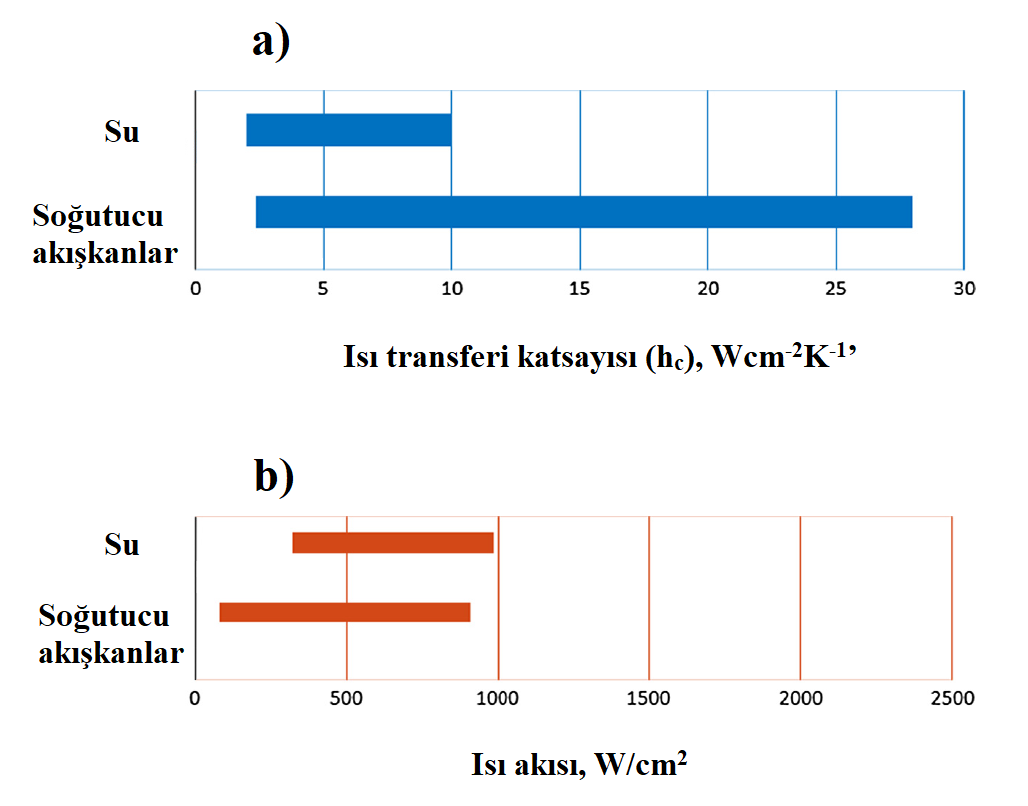 a)
Su
Soğutucu
akışkanlar
0 5 10 15 20 25 30
Isı transferi katsayısı (hc), Wcm-2K-1’
b)
Su
Soğutucu
akışkanlar
0 500 1000 1500 2000 2500
Isı akısı, W/cm2